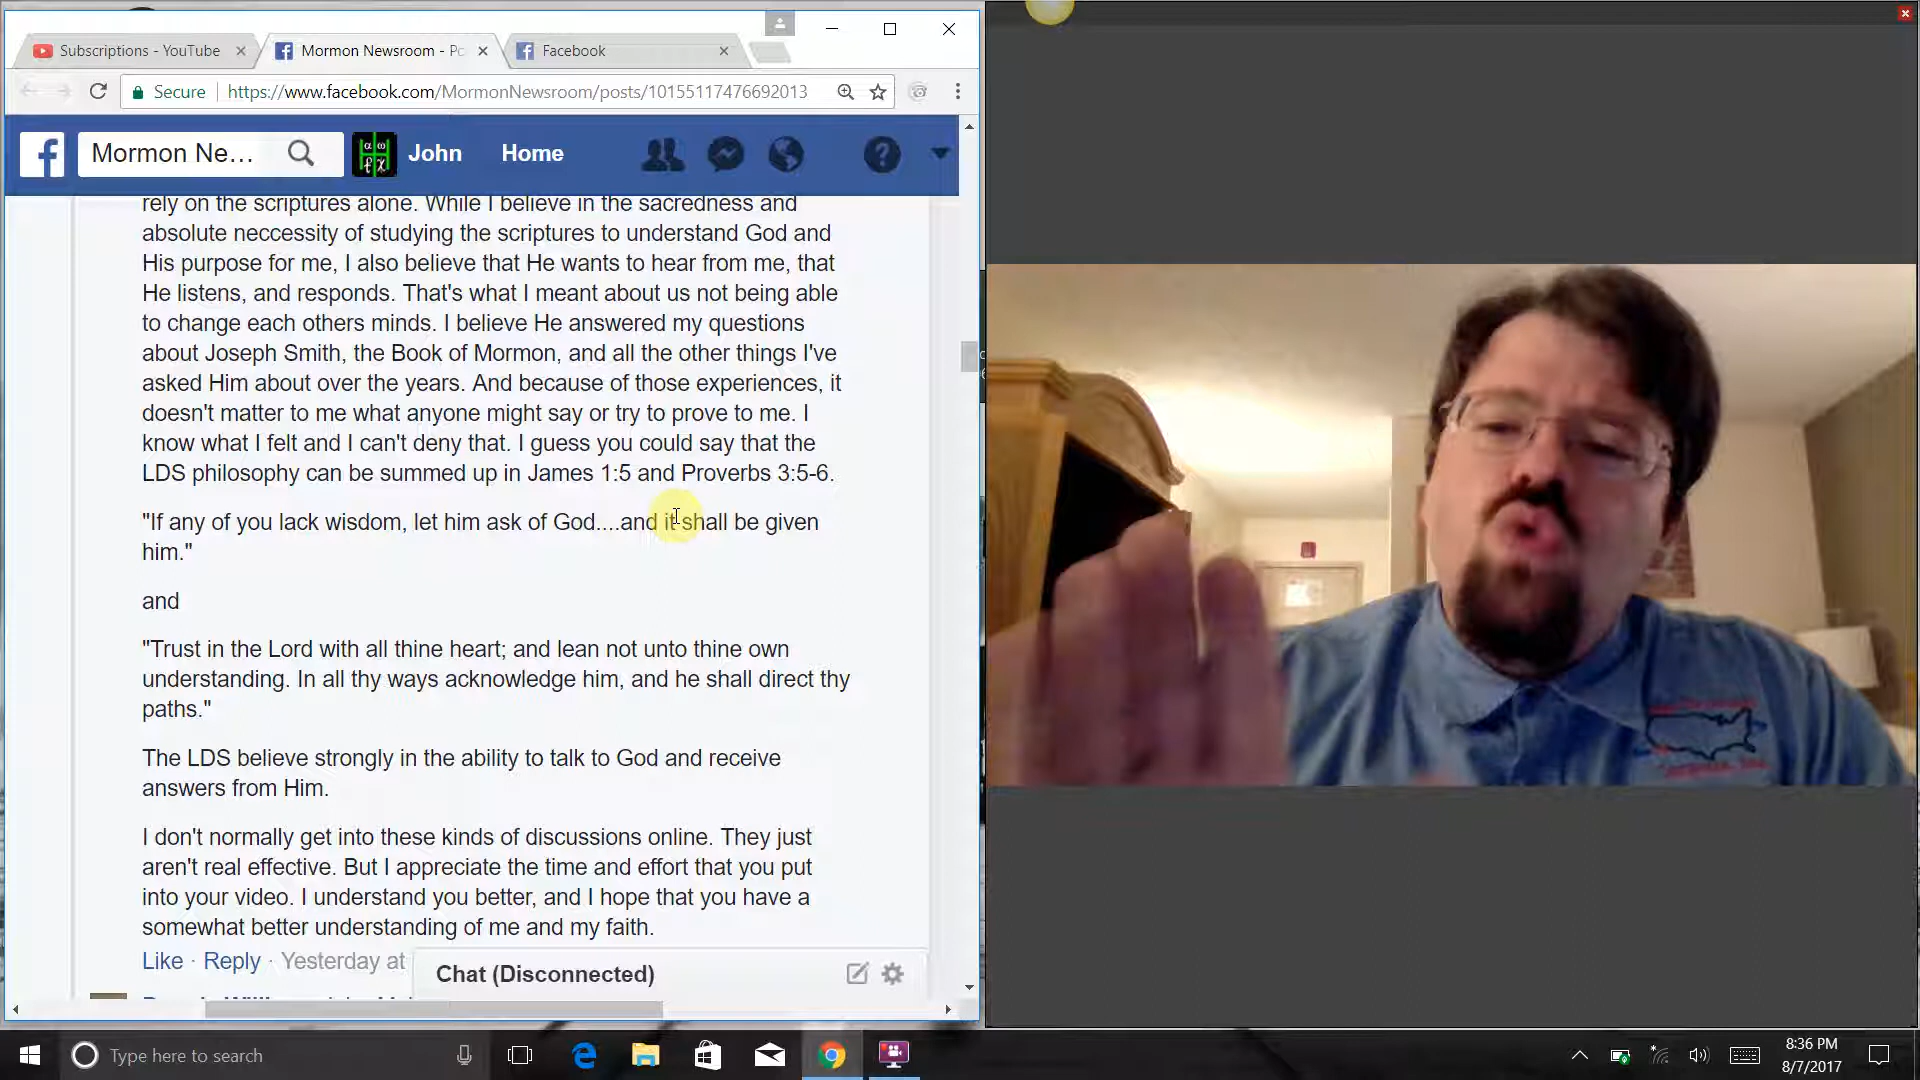 Subscriptions - YouTube
Mormon Newsroom - Po
Facebook
Secure
https://www.facebook.com/MormonNewsroom/posts/10155117476692013
Mormon Ne...
John
Home
rely on the scriptures alone. While I believe in the sacredness and
absolute neccessity of studying the scriptures to understand God and
His purpose for me, I also believe that He wants to hear from me, that
He listens, and responds. That's what I meant about us not being able
to change each others minds. I believe He answered my questions
about Joseph Smith, the Book of Mormon, and all the other things I've
asked Him about over the years. And because of those experiences, it
doesn't matter to me what anyone might say or try to prove to me. I
know what I felt and I can't deny that. I guess you could say that the
LDS philosophy can be summed up in James 1:5 and Proverbs 3:5-6.
"If any of you lack wisdom, let him ask of God....and it shall be given
him."
and
"Trust in the Lord with all thine heart; and lean not unto thine own
understanding. In all thy ways acknowledge him, and he shall direct thy
paths."
The LDS believe strongly in the ability to talk to God and receive
answers from Him.
I don't normally get into these kinds of discussions online. They just
aren't real effective. But I appreciate the time and effort that you put
into your video. I understand you better, and I hope that you have a
somewhat better understanding of me and my faith.
Like · Reply · Yesterday at
Chat (Disconnected)
Type here to search
8:36 PM
8/7/2017